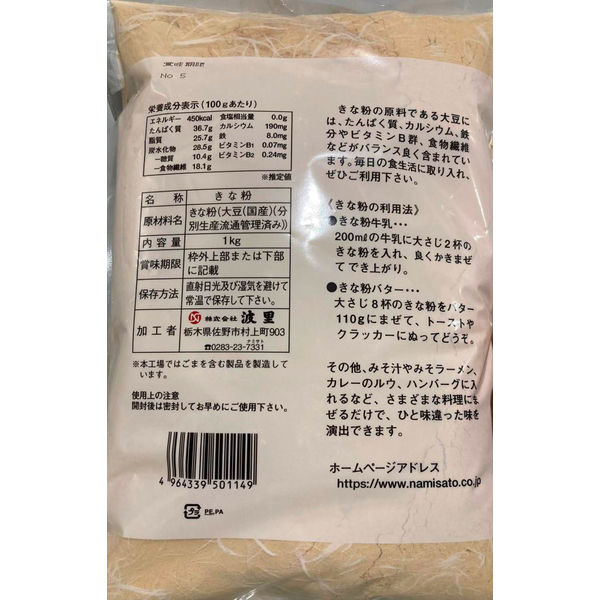 賞味期限
No 5
栄養成分表示(100gあたり)
エネルギー 450kcal 食塩相当量 0.0g
たんぱく質 36.7g カルシウム 190mg
脂質 25.7g 鉄 8.0mg
炭水化物 28.5g ビタミンB1 0.07mg
ー糖質 10.4g ビタミンB2 0.24mg
ー食物繊維 18.1g
※推定値
名称 きな粉
原材料名 きな粉(大豆(国産)(分
別生産流通管理済み))
内容量 1kg
賞味期限 枠外上部または下部
に記載
保存方法 直射日光及び湿気を避けて
常温で保存して下さい。
加工者 株式会社 波里
ナミサト
栃木県佐野市村上町903
☎0283-23-7331
※本工場ではごまを含む製品を製造して
います。
使用上の注意
開封後は密封してお早めにご使用下さい。
4 964339 501149
プラ PE,PA
きな粉の原料である大豆に
は、たんぱく質、カルシウム、鉄
分やビタミンB群、食物繊維
などがバランス良く含まれてい
ます。毎日の食生活に取り入れ、
ぜひご利用下さい。
《きな粉の利用法》
●きな粉牛乳…
200mlの牛乳に大さじ2杯の
きな粉を入れ、良くかきまぜ
てでき上がり。
●きな粉バター…
大さじ8杯のきな粉をバター
110gにまぜて、トーストや
クラッカーにぬってどうぞ。
その他、みそ汁やみそラーメン、
カレーのルウ、ハンバーグに入
れるなど、さまざまな料理にま
ぜるだけで、ひと味違った味を
演出できます。
ホームページアドレス
https://www.namisato.co.jp